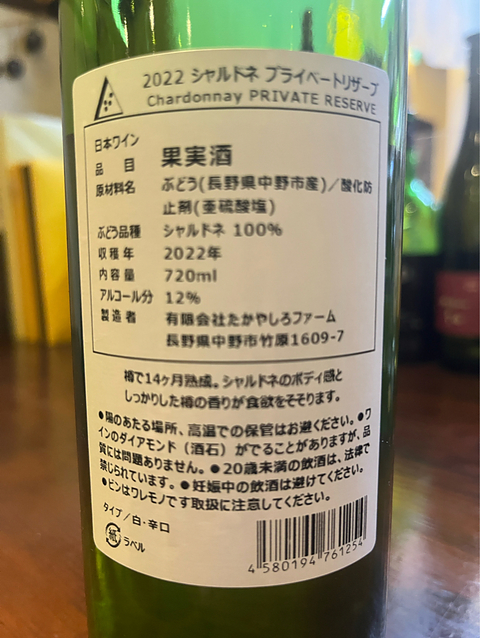 2022 シャルドネ プライベートリザーブ
Chardonnay PRIVATE RESERVE
日本ワイン
品目 果実酒
原材料名 ぶどう(長野県中野市産)／酸化防
止剤(亜硫酸塩)
ぶどう品種 シャルドネ 100%
収穫年 2022年
内容量 720ml
アルコール分 12%
製造者 有限会社たかやしろファーム
長野県中野市竹原1609-7
樽で14ヶ月熟成。シャルドネのボディ感と
しっかりした樽の香りが食欲をそそります。
●陽のあたる場所、高温での保管はお避けください。●ワ
インのダイアモンド（酒石）がでることがありますが、品
質には問題ありません。●20歳未満の飲酒は、法律で
禁じられています。●妊娠中の飲酒は避けてください。
●ビンはワレモノです取扱に注意してください。
タイプ/白・辛口
紙 ラベル
4 580194 761254